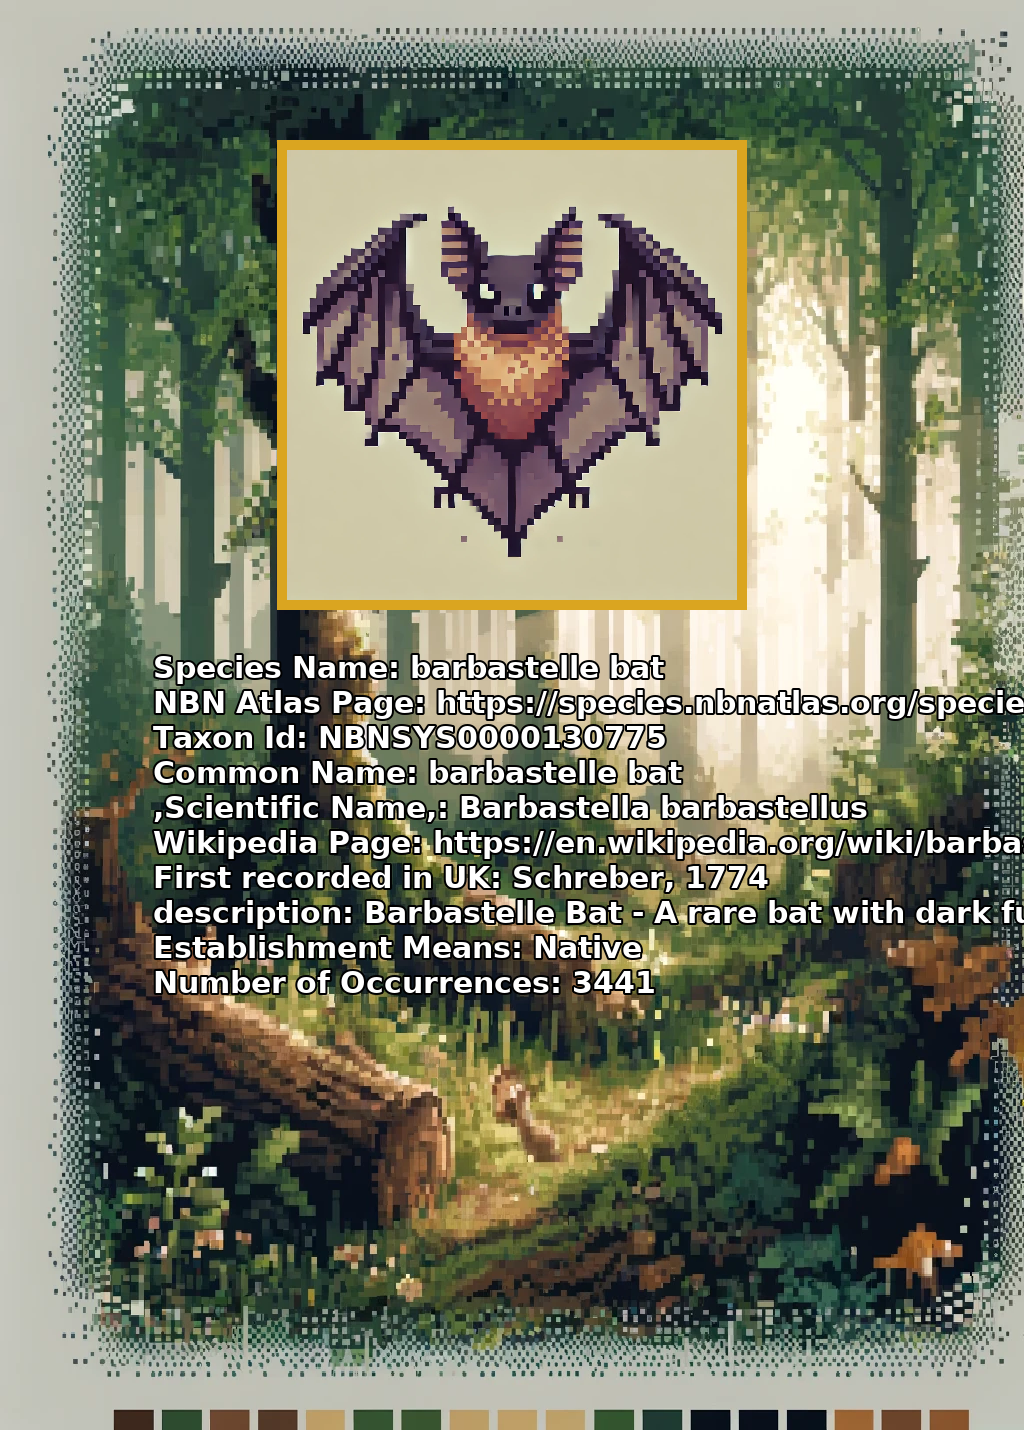 Species Name: barbastelle bat
NBN Atlas Page: https://species.nbnatlas.org/specie
Taxon Id: NBNSYS0000130775
Common Name: barbastelle bat
,Scientific Name,: Barbastella barbastellus
Wikipedia Page: https://en.wikipedia.org/wiki/barba
First recorded in UK: Schreber, 1774
description: Barbastelle Bat - A rare bat with dark fu
Establishment Means: Native
Number of Occurrences: 3441